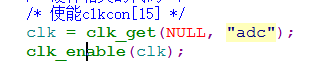 /* 使能clkcon[15] */
clk = clk_get(NULL, "adc");
clk_enable(clk);